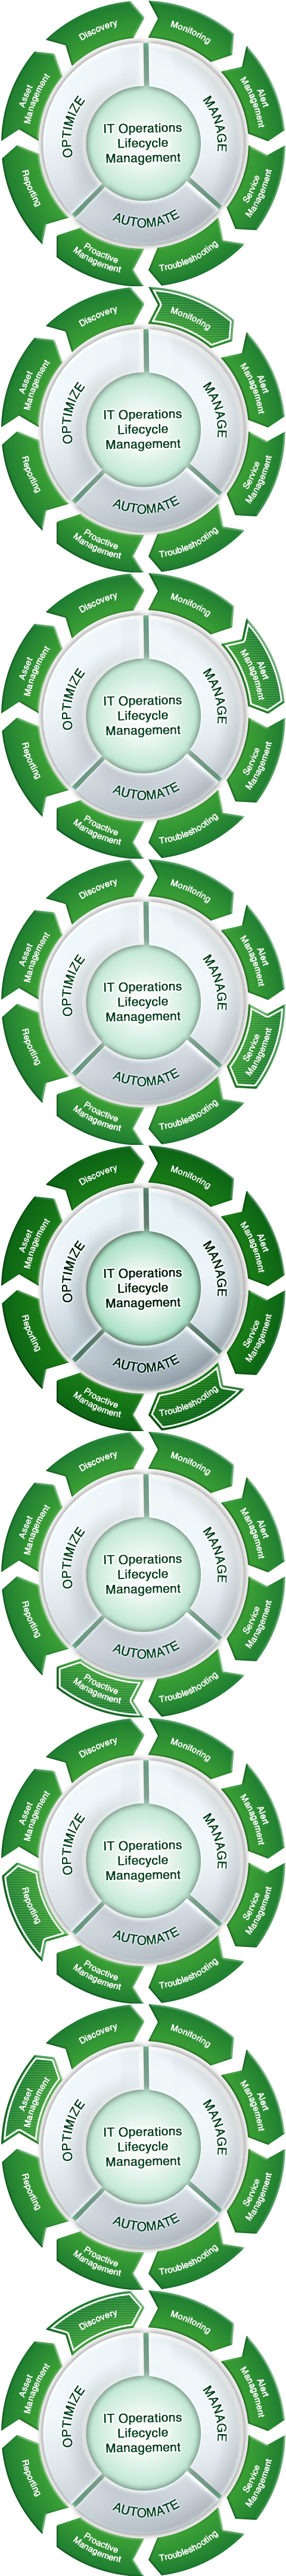 Discovery
Monitoring
Asset
Management
Alert
Management
OPTIMIZE
MANAGE
IT Operations
Lifecycle
Management
Reporting
Service
Management
AUTOMATE
Proactive
Management
Troubleshooting
Discovery
Monitoring
Asset
Management
Alert
Management
OPTIMIZE
MANAGE
IT Operations
Lifecycle
Management
Reporting
Service
Management
AUTOMATE
Proactive
Management
Troubleshooting
Discovery
Monitoring
Asset
Management
Alert
Management
OPTIMIZE
MANAGE
IT Operations
Lifecycle
Management
Reporting
Service
Management
AUTOMATE
Proactive
Management
Troubleshooting
Discovery
Monitoring
Asset
Management
Alert
Management
OPTIMIZE
MANAGE
IT Operations
Lifecycle
Management
Reporting
Service
Management
AUTOMATE
Proactive
Management
Troubleshooting
Discovery
Monitoring
Asset
Management
Alert
Management
OPTIMIZE
MANAGE
IT Operations
Lifecycle
Management
Reporting
Service
Management
AUTOMATE
Proactive
Management
Troubleshooting
Discovery
Monitoring
Asset
Management
Alert
Management
OPTIMIZE
MANAGE
IT Operations
Lifecycle
Management
Reporting
Service
Management
AUTOMATE
Proactive
Management
Troubleshooting
Discovery
Monitoring
Asset
Management
Alert
Management
OPTIMIZE
MANAGE
IT Operations
Lifecycle
Management
Reporting
Service
Management
AUTOMATE
Proactive
Management
Troubleshooting
Discovery
Monitoring
Asset
Management
Alert
Management
OPTIMIZE
MANAGE
IT Operations
Lifecycle
Management
Reporting
Service
Management
AUTOMATE
Proactive
Management
Troubleshooting
Discovery
Monitoring
Asset
Management
Alert
Management
OPTIMIZE
MANAGE
IT Operations
Lifecycle
Management
Reporting
Service
Management
AUTOMATE
Proactive
Management
Troubleshooting